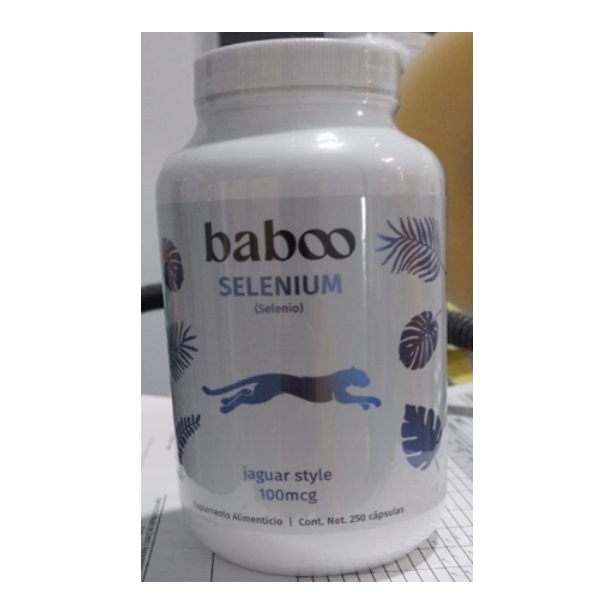 baboo
SELENIUM
(Selenio)
jaguar style
100mcg
Suplemento Alimenticio | Cont. Net. 250 cápsulas